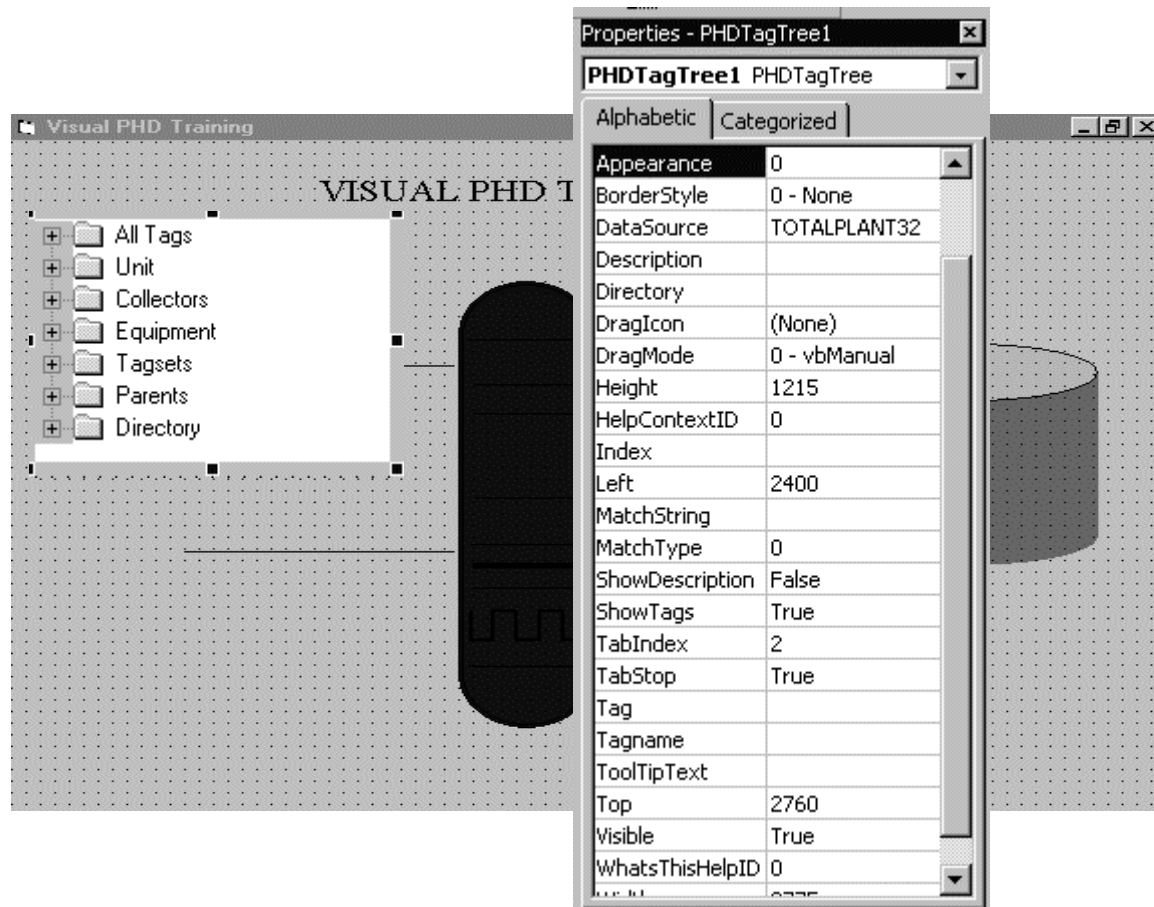 Properties - PHDTagTree1
PHDTagTree1 PHDTagTree
Alphabetic Categorized
Visual PHD Training
VISUAL PHD T
All Tags
Unit
Collectors
Equipment
Tagsets
Parents
Directory
Appearance 0
BorderStyle 0 - None
DataSource TOTALPLANT32
Description
Directory
DragIcon (None)
DragMode 0 - vbManual
Height 1215
HelpContextID 0
Index
Left 2400
MatchString
MatchType 0
ShowDescription False
ShowTags True
TabIndex 2
TabStop True
Tag
Tagname
ToolTipText
Top 2760
Visible True
WhatsThisHelpID 0